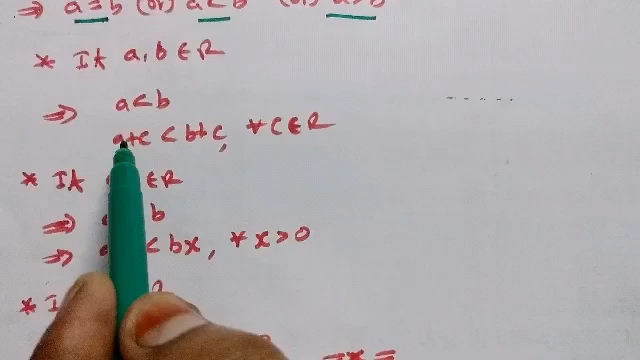 ⇒ a = b (or) a < b (or) a > b
* If a, b ∈ R
⇒ a < b
a+c < b+c, ∀ c ∈ R
* If ∈ R
⇒ b
⇒ < bx, ∀ x > 0
* I
-x =